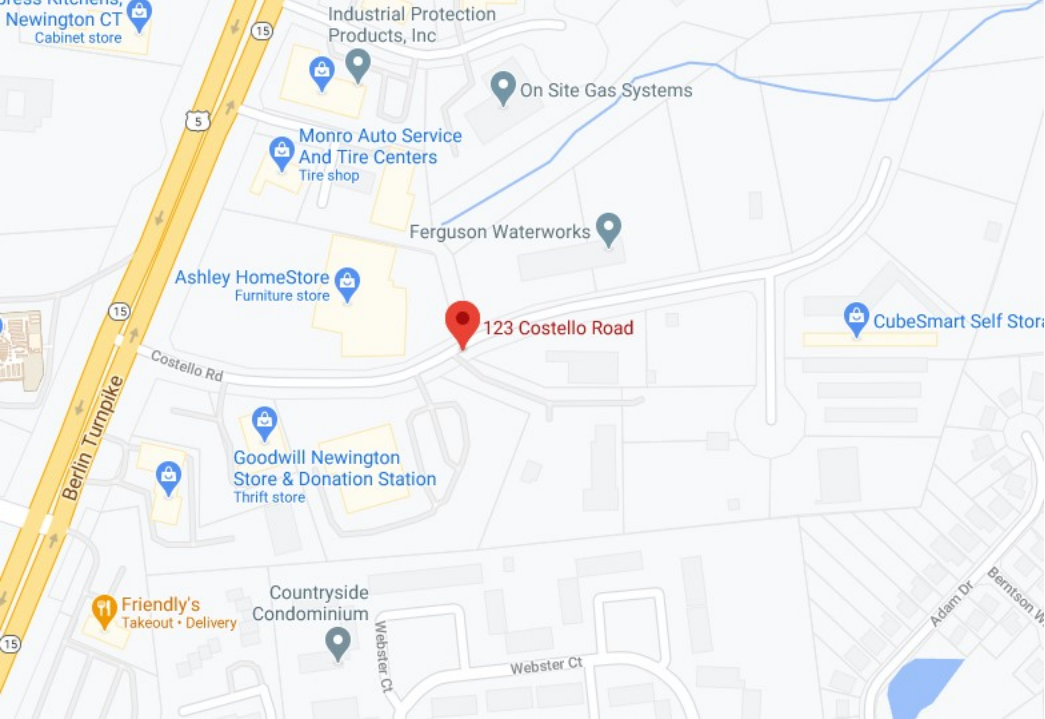 press Kitchens,
Newington CT
Cabinet store
15
Industrial Protection
Products, Inc
On Site Gas Systems
5
Monro Auto Service
And Tire Centers
Tire shop
Ferguson Waterworks
Ashley HomeStore
Furniture store
15
123 Costello Road
CubeSmart Self Stora
Costello Rd
Berlin Turnpike
Goodwill Newington
Store & Donation Station
Thrift store
Countryside
Condominium
Friendly's
Takeout • Delivery
15
Webster Ct
Webster Ct
Adam Dr
Berntson W